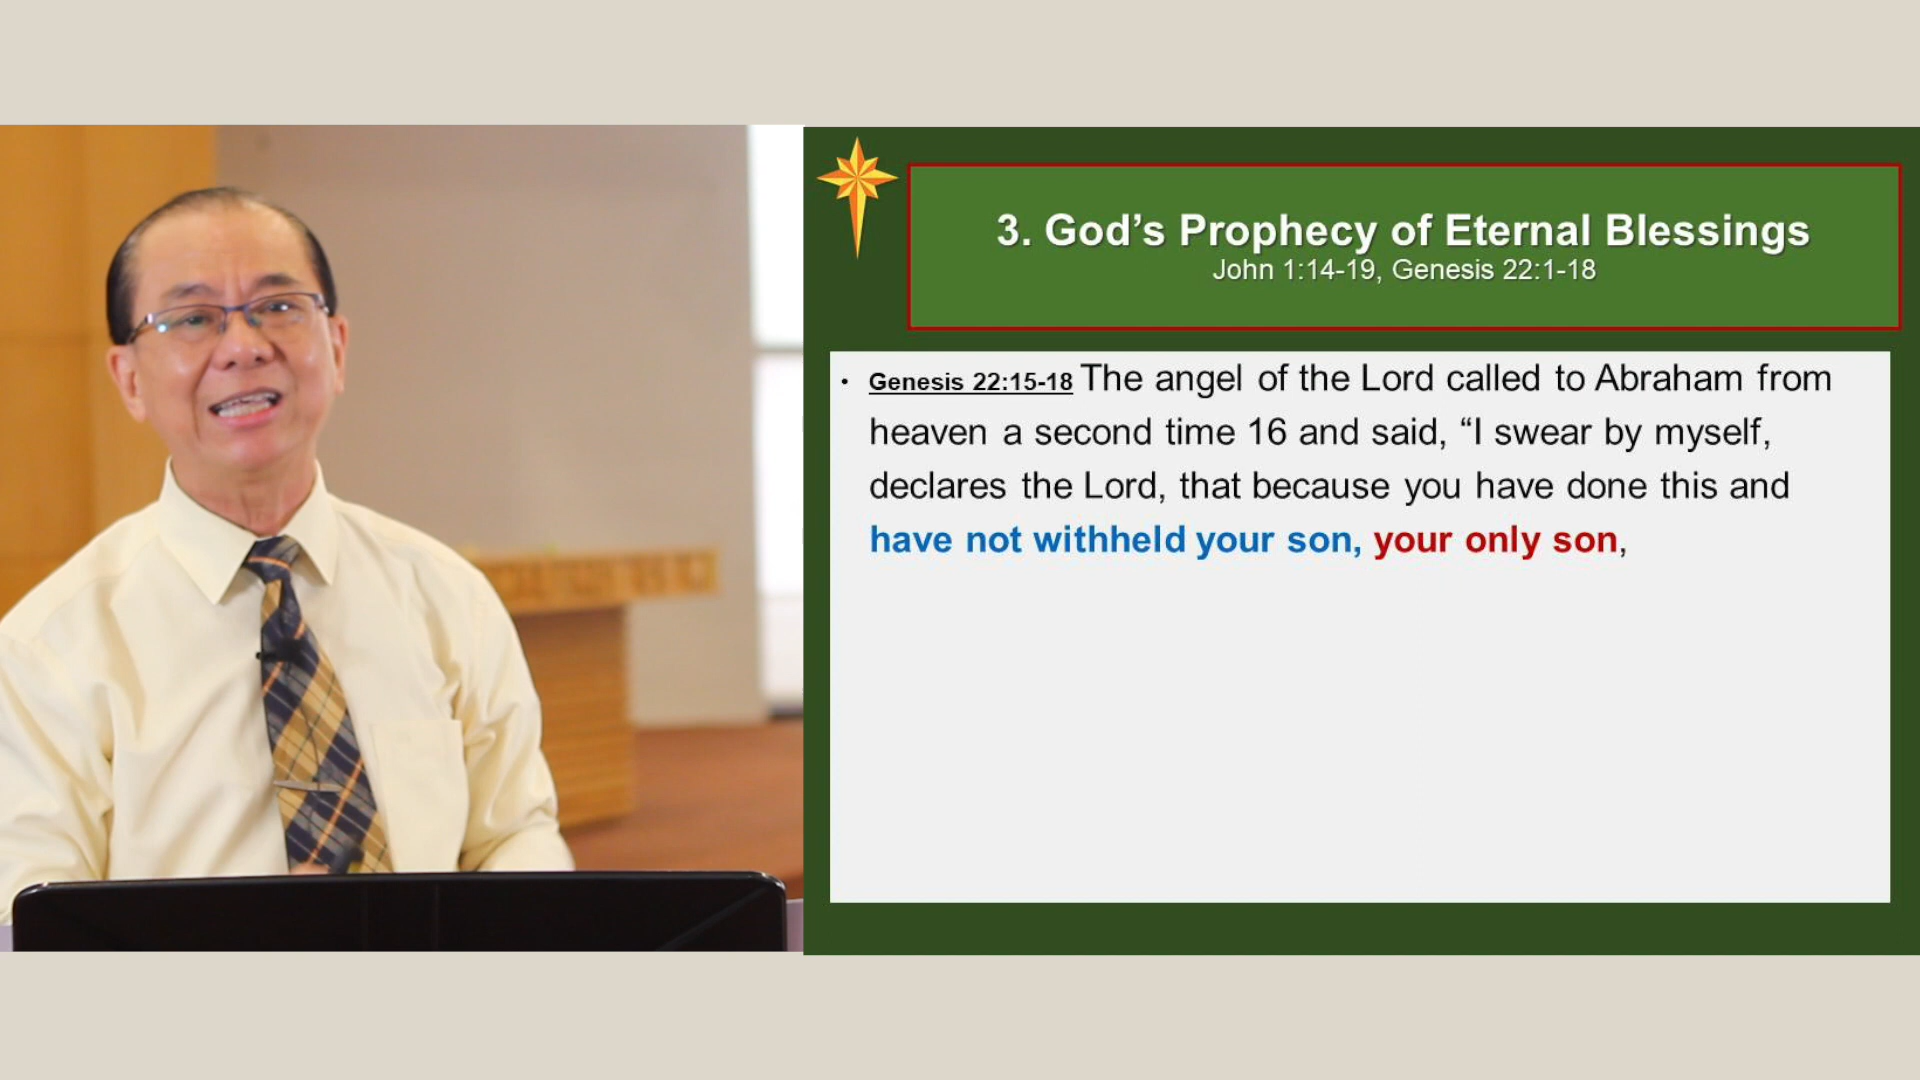 3. God’s Prophecy of Eternal Blessings
John 1:14-19, Genesis 22:1-18
• Genesis 22:15-18 The angel of the Lord called to Abraham from
heaven a second time 16 and said, “I swear by myself,
declares the Lord, that because you have done this and
have not withheld your son, your only son,